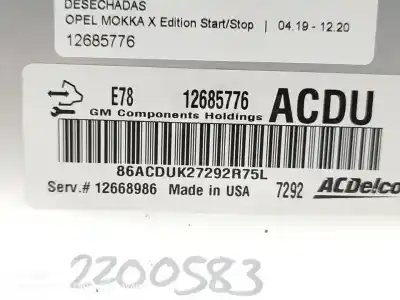 DESECHADAS
OPEL MOKKA X Edition Start/Stop | 04.19 - 12.20
12685776
E78 12685776 ACDU
GM Components Holdings
86ACDUK27292R75L
Serv.# 12668986 Made in USA 7292 ACDelco
2200583